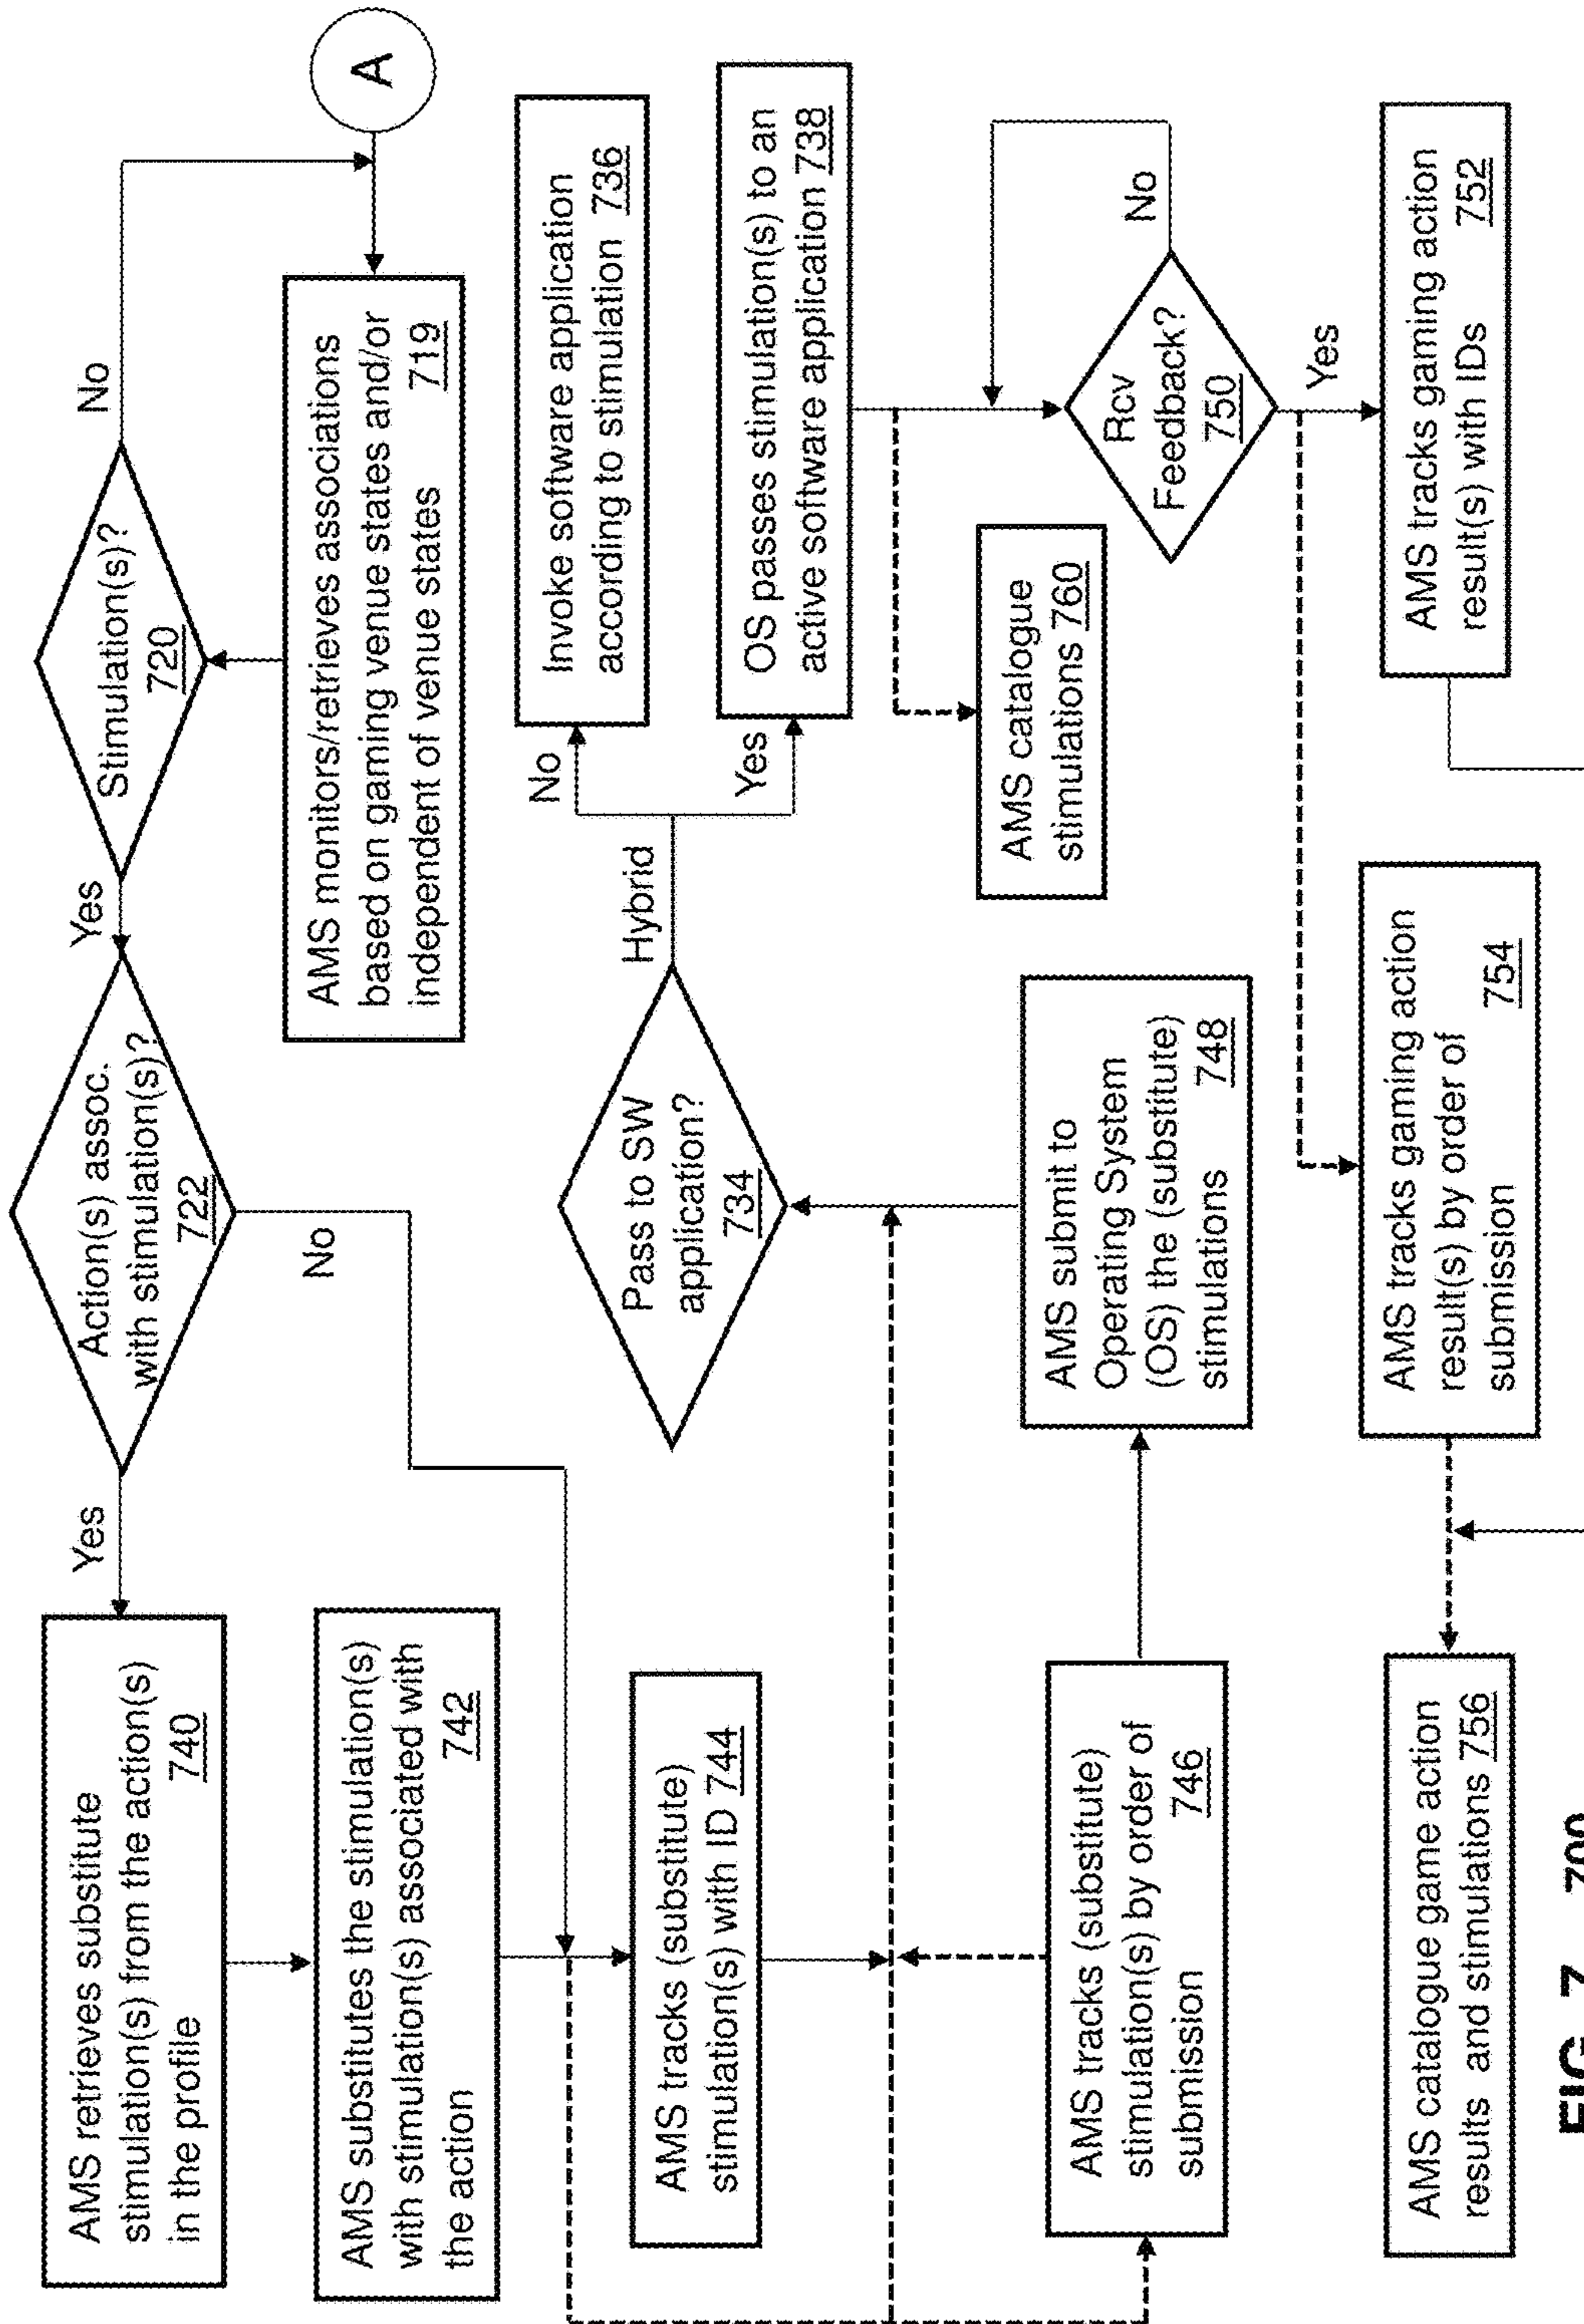 AMS retrieves substitute
stimulation(s) from the action(s)
in the profile 740
Yes
Action(s) assoc.
with stimulation(s)?
722
No
Yes
Stimulation(s)?
720
No
A
AMS monitors/retrieves associations
based on gaming venue states and/or
independent of venue states 719
AMS substitutes the stimulation(s)
with stimulation(s) associated with
the action 742
AMS tracks (substitute)
stimulation(s) with ID 744
Pass to SW
application?
734
Hybrid
No
Yes
Invoke software application
according to stimulation 736
OS passes stimulation(s) to an
active software application 738
AMS catalogue
stimulations 760
AMS tracks (substitute)
stimulation(s) by order of
submission 746
AMS submit to
Operating System
(OS) the (substitute)
stimulations 748
Rcv
Feedback?
750
No
Yes
AMS catalogue game action
results and stimulations 756
AMS tracks gaming action
result(s) by order of
submission 754
AMS tracks gaming action
result(s) with IDs 752
FIG. 7 700